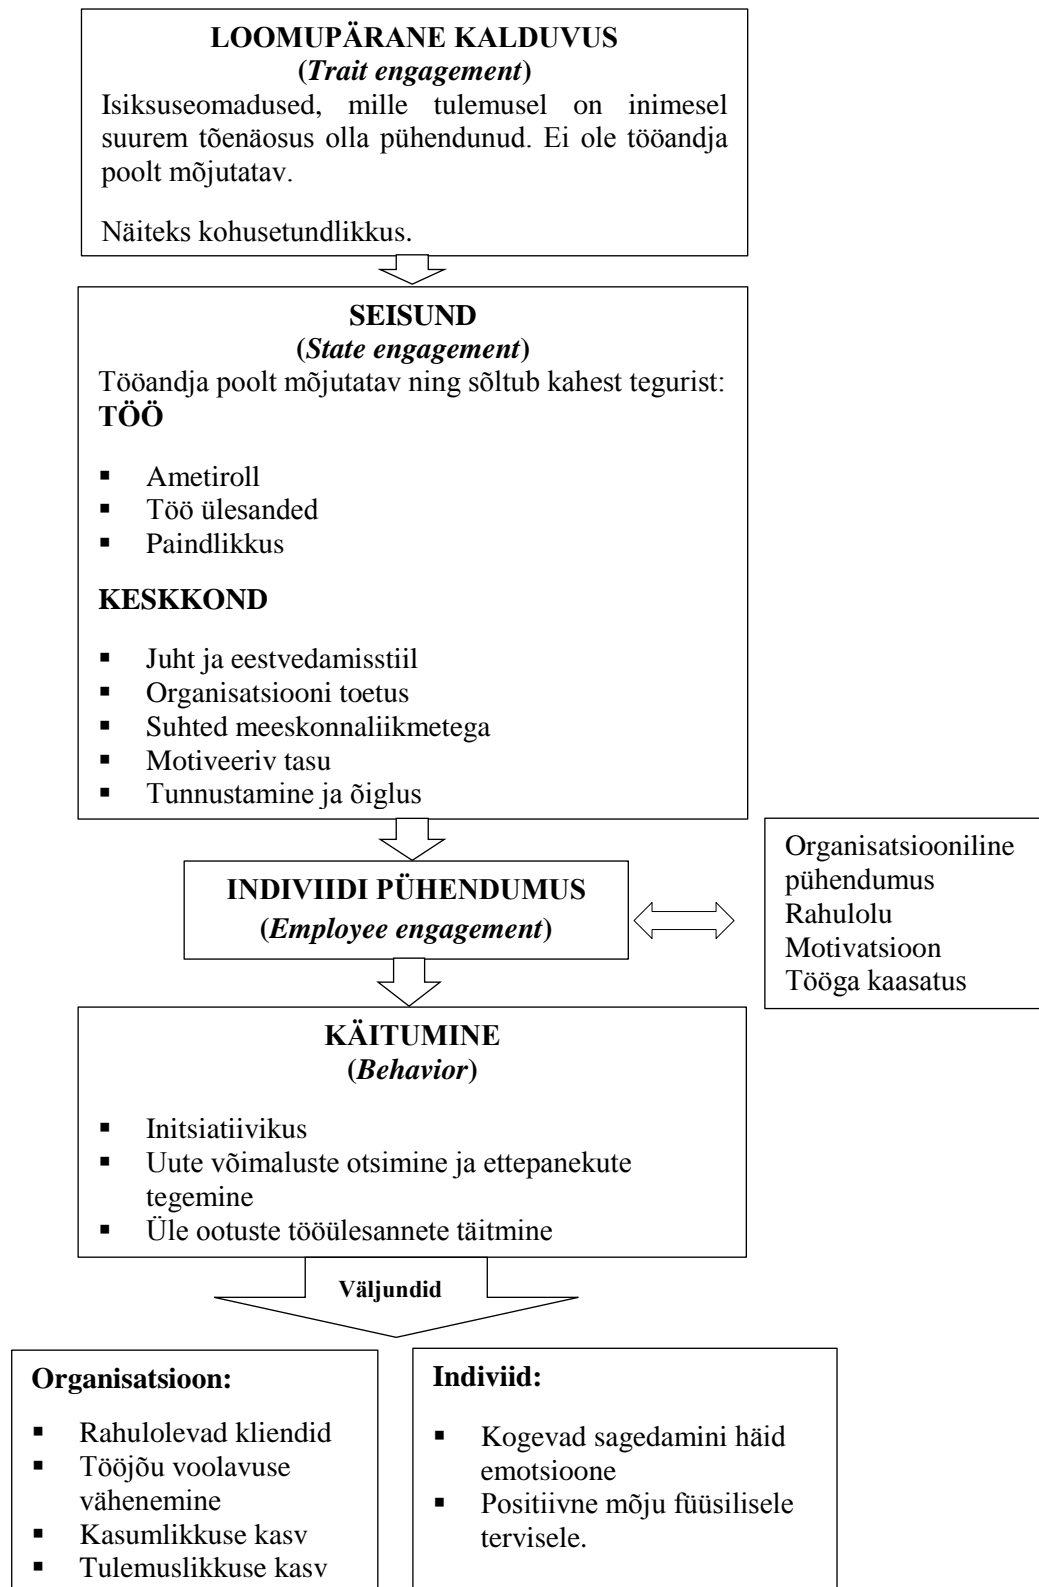 LOOMUPÄRANE KALDUVUS
(Trait engagement)
Isiksuseomadused, mille tulemusel on inimesel
suurem tõenäosus olla pühendunud. Ei ole tööandja
poolt mõjutatav.
Näiteks kohusetundlikkus.
SEISUND
(State engagement)
Tööandja poolt mõjutatav ning sõltub kahest tegurist:
TÖÖ
▪ Ametiroll
▪ Töö ülesanded
▪ Paindlikkus
KESKKOND
▪ Juht ja eestvedamisstiil
▪ Organisatsiooni toetus
▪ Suhted meeskonnaliikmetega
▪ Motiveeriv tasu
▪ Tunnustamine ja õiglus
INDIVIIDI PÜHENDUMUS
(Employee engagement)
Organisatsiooniline
pühendumus
Rahulolu
Motivatsioon
Tööga kaasatus
KÄITUMINE
(Behavior)
▪ Initsiatiivikus
▪ Uute võimaluste otsimine ja ettepanekute
tegemine
▪ Üle ootuste tööülesannete täitmine
Väljundid
Organisatsioon:
▪ Rahulolevad kliendid
▪ Tööjõu voolavuse
vähenemine
▪ Kasumlikkuse kasv
▪ Tulemuslikkuse kasv
Indiviid:
▪ Kogevad sagedamini häid
emotsioone
▪ Positiivne mõju füüsilisele
tervisele.